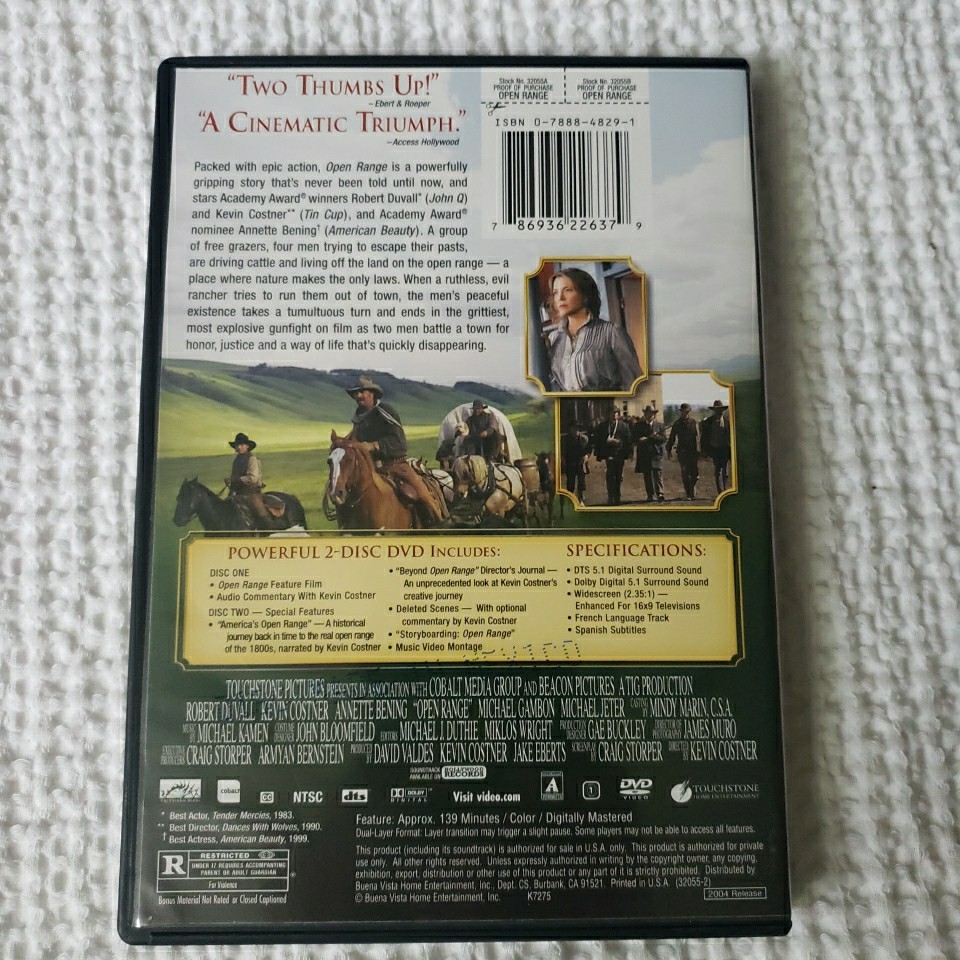 “Two Thumbs Up!”
–Ebert & Roeper
“A Cinematic Triumph.”
–Access Hollywood
Stock No. 32055A
PROOF OF PURCHASE
OPEN RANGE
Stock No. 32055B
PROOF OF PURCHASE
OPEN RANGE
ISBN 0-7888-4829-1
7 86936 22637 9
Packed with epic action, Open Range is a powerfully
gripping story that's never been told until now, and
stars Academy Award® winners Robert Duvall* (John Q)
and Kevin Costner** (Tin Cup), and Academy Award®
nominee Annette Bening† (American Beauty). A group
of free grazers, four men trying to escape their pasts,
are driving cattle and living off the land on the open range — a
place where nature makes the only laws. When a ruthless, evil
rancher tries to run them out of town, the men's peaceful
existence takes a tumultuous turn and ends in the grittiest,
most explosive gunfight on film as two men battle a town for
honor, justice and a way of life that's quickly disappearing.
POWERFUL 2-DISC DVD INCLUDES:
DISC ONE
• Open Range Feature Film
• Audio Commentary With Kevin Costner
DISC TWO — Special Features
• “America's Open Range” — A historical
journey back in time to the real open range
of the 1800s, narrated by Kevin Costner
• “Beyond Open Range” Director's Journal —
An unprecedented look at Kevin Costner's
creative journey
• Deleted Scenes — With optional
commentary by Kevin Costner
• “Storyboarding: Open Range”
• Music Video Montage
SPECIFICATIONS:
• DTS 5.1 Digital Surround Sound
• Dolby Digital 5.1 Surround Sound
• Widescreen (2.35:1) —
Enhanced For 16x9 Televisions
• French Language Track
• Spanish Subtitles
TOUCHSTONE PICTURES PRESENTS IN ASSOCIATION WITH COBALT MEDIA GROUP AND BEACON PICTURES A TIG PRODUCTION
ROBERT DUVALL KEVIN COSTNER ANNETTE BENING “OPEN RANGE” MICHAEL GAMBON MICHAEL JETER CASTING BY MINDY MARIN, C.S.A.
MUSIC BY MICHAEL KAMEN COSTUME DESIGNER JOHN BLOOMFIELD EDITORS MICHAEL J. DUTHIE MIKLOS WRIGHT PRODUCTION DESIGNER GAE BUCKLEY DIRECTOR OF PHOTOGRAPHY JAMES MURO
EXECUTIVE PRODUCERS CRAIG STORPER ARMYAN BERNSTEIN PRODUCED BY DAVID VALDES KEVIN COSTNER JAKE EBERTS SCREENPLAY BY CRAIG STORPER DIRECTED BY KEVIN COSTNER
SOUNDTRACK AVAILABLE ON HOLLYWOOD RECORDS
cobalt
CC
NTSC
dts
DOLBY DIGITAL
Visit video.com
1
DVD VIDEO
TOUCHSTONE
HOME ENTERTAINMENT
* Best Actor, Tender Mercies, 1983.
** Best Director, Dances With Wolves, 1990.
† Best Actress, American Beauty, 1999.
R RESTRICTED
UNDER 17 REQUIRES ACCOMPANYING
PARENT OR ADULT GUARDIAN
For Violence
Bonus Material Not Rated or Closed Captioned
Feature: Approx. 139 Minutes / Color / Digitally Mastered
Dual-Layer Format: Layer transition may trigger a slight pause. Some players may not be able to access all features.
This product (including its soundtrack) is authorized for sale in U.S.A. only. This product is authorized for private
use only. All other rights reserved. Unless expressly authorized in writing by the copyright owner, any copying,
exhibition, export, distribution or other use of this product or any part of it is strictly prohibited. Distributed by
Buena Vista Home Entertainment, Inc., Dept. CS, Burbank, CA 91521. Printed in U.S.A. (32055-2)
© Buena Vista Home Entertainment, Inc. K7275
2004 Release